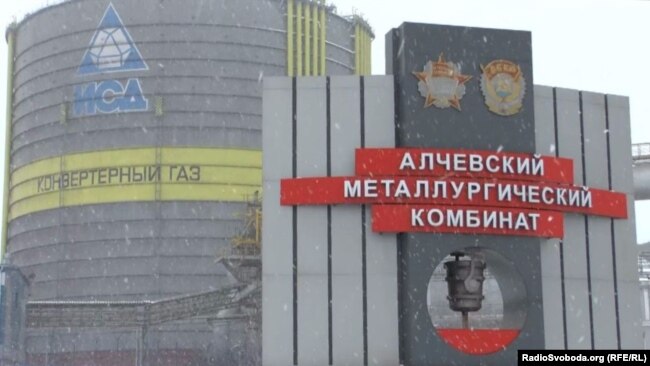 ИСД
КОНВЕРТЕРНЫЙ ГАЗ
АЛЧЕВСКИЙ
МЕТАЛЛУРГИЧЕСКИЙ
КОМБИНАТ
RadioSvoboda.org (RFE/RL)